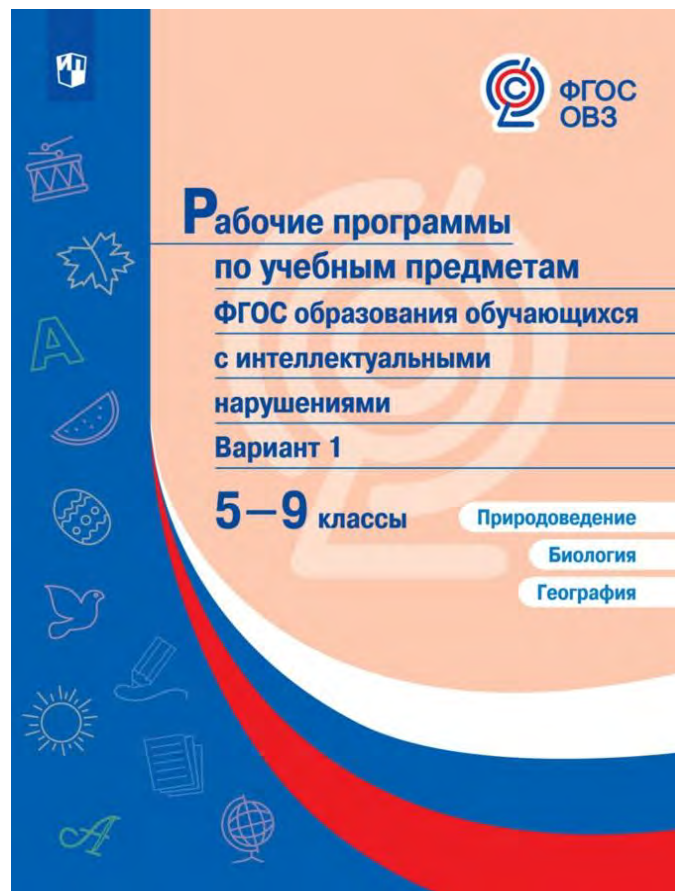 ИП
ФГОС
ОВЗ
Рабочие программы
по учебным предметам
ФГОС образования обучающихся
с интеллектуальными
нарушениями
Вариант 1
5–9 классы
Природоведение
Биология
География
А
А